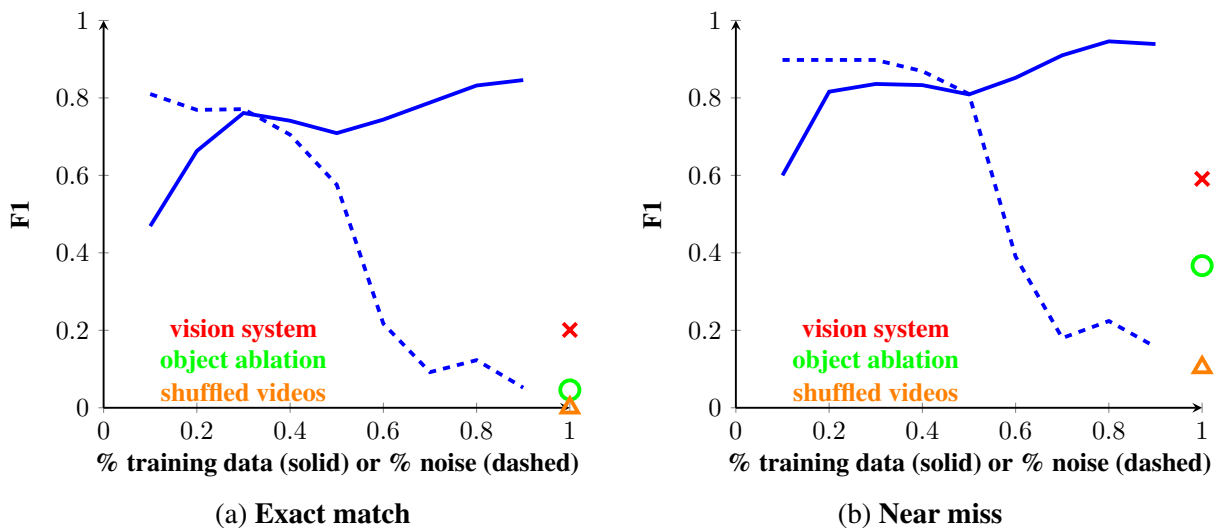 1
0.8
0.6
0.4
0.2
0
F1
vision system
object ablation
shuffled videos
0 0.2 0.4 0.6 0.8 1
% training data (solid) or % noise (dashed)
(a) Exact match
1
0.8
0.6
0.4
0.2
0
F1
vision system
object ablation
shuffled videos
0 0.2 0.4 0.6 0.8 1
% training data (solid) or % noise (dashed)
(b) Near miss